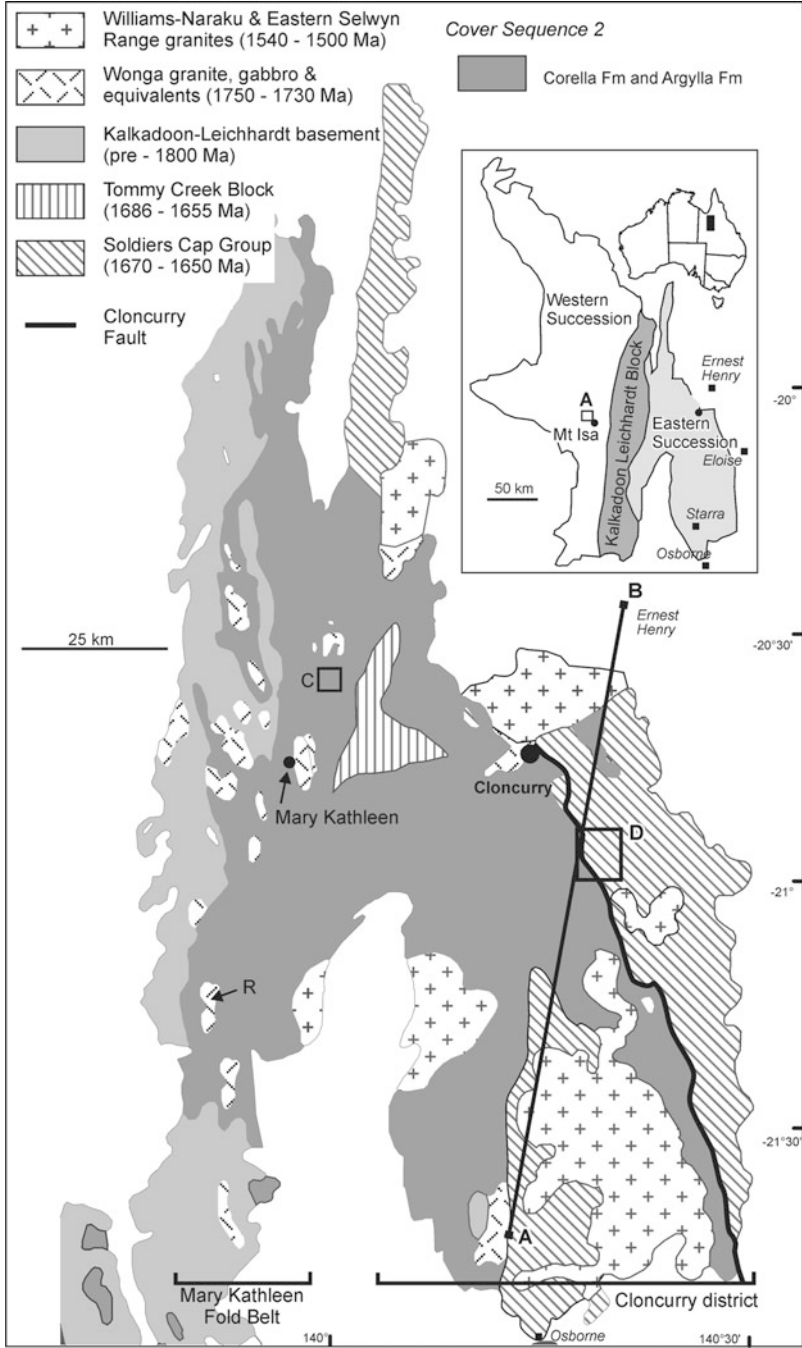 Williams-Naraku & Eastern Selwyn
Range granites (1540 - 1500 Ma)
Wonga granite, gabbro &
equivalents (1750 - 1730 Ma)
Kalkadoon-Leichhardt basement
(pre - 1800 Ma)
Tommy Creek Block
(1686 - 1655 Ma)
Soldiers Cap Group
(1670 - 1650 Ma)
Cloncurry
Fault
Cover Sequence 2
Corella Fm and Argylla Fm
Western
Succession
Kalkadoon Leichhardt Block
Ernest
Henry
A
Mt Isa
Eastern
Succession
Eloise
50 km
Starra
Osborne
-20°
B
Ernest
Henry
-20°30'
25 km
C
Cloncurry
Mary Kathleen
D
-21°
R
-21°30'
A
Mary Kathleen
Fold Belt
Cloncurry district
140°
Osborne
140°30'